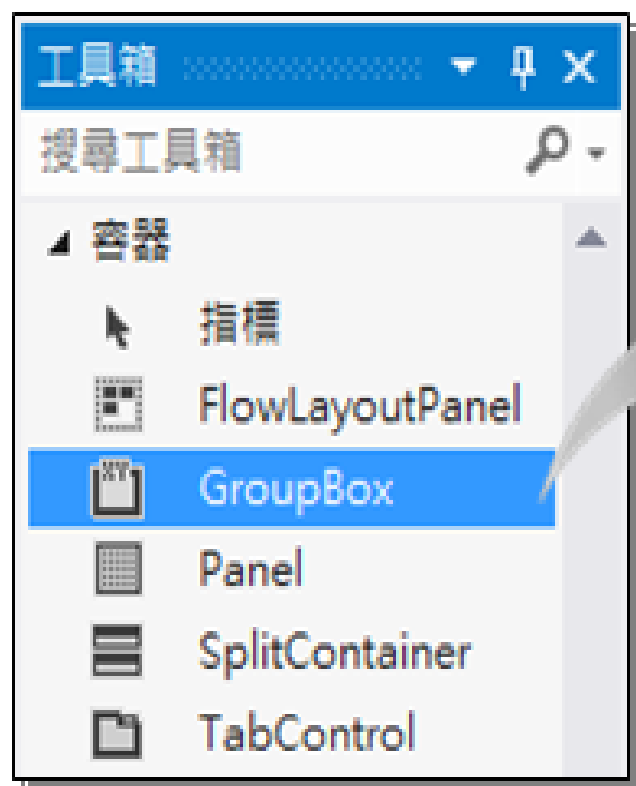 工具箱
搜尋工具箱
容器
指標
FlowLayoutPanel
GroupBox
Panel
SplitContainer
TabControl